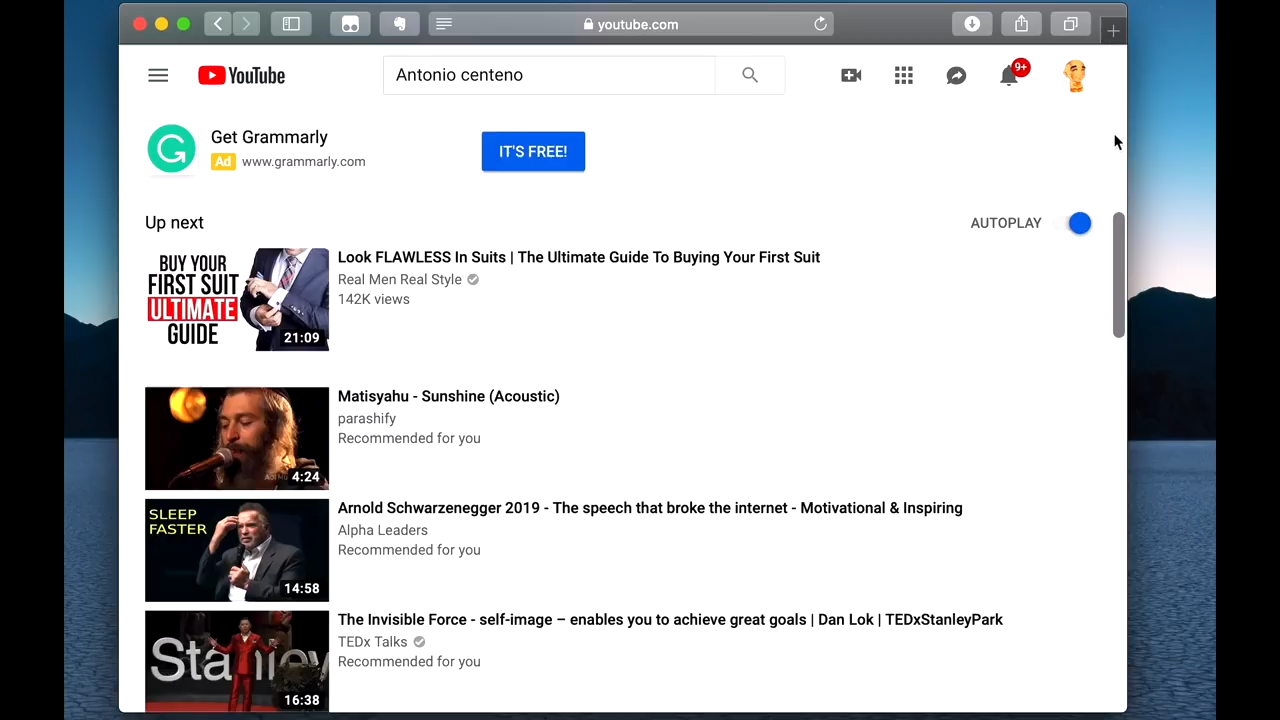 youtube.com
YouTube
Antonio centeno
9+
Get Grammarly
Ad www.grammarly.com
IT'S FREE!
Up next
AUTOPLAY
BUY YOUR
FIRST SUIT
ULTIMATE
GUIDE
21:09
Look FLAWLESS In Suits | The Ultimate Guide To Buying Your First Suit
Real Men Real Style
142K views
4:24
Matisyahu - Sunshine (Acoustic)
parashify
Recommended for you
SLEEP
FASTER
14:58
Arnold Schwarzenegger 2019 - The speech that broke the internet - Motivational & Inspiring
Alpha Leaders
Recommended for you
Stanley
16:38
The Invisible Force - self-image – enables you to achieve great goals | Dan Lok | TEDxStanleyPark
TEDx Talks
Recommended for you